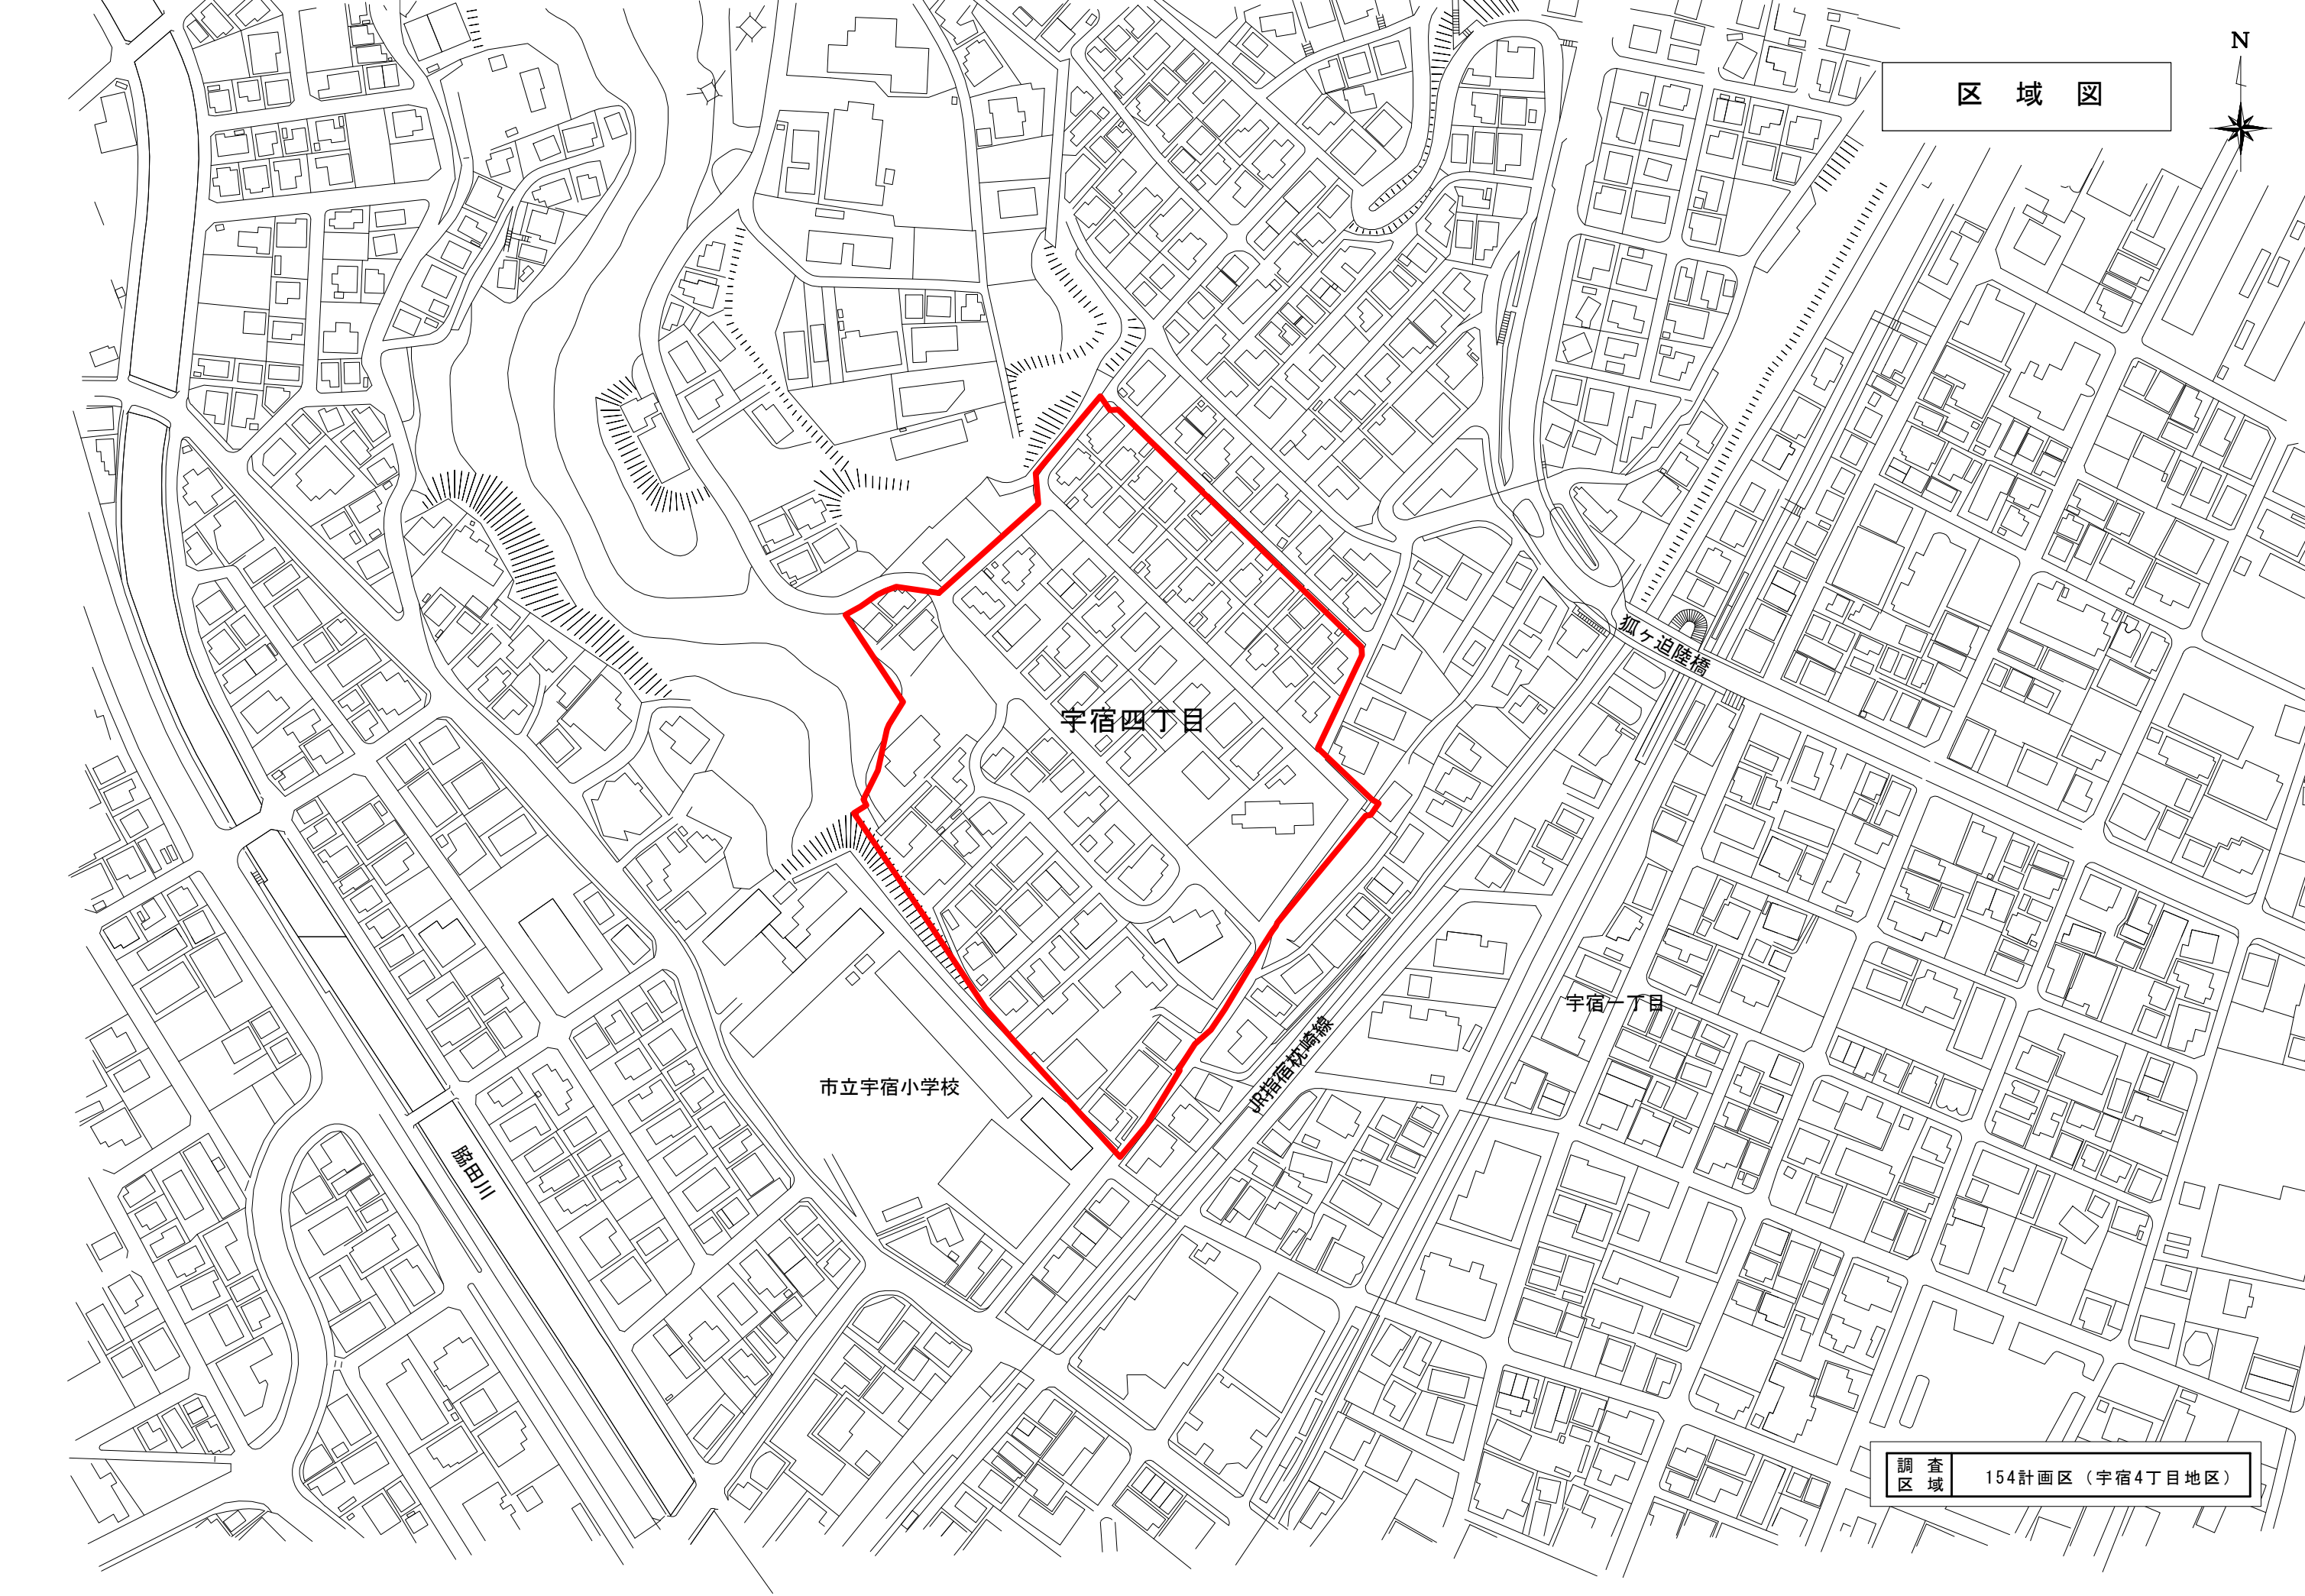 N
区 域 図
狐ヶ迫陸橋
宇宿四丁目
宇宿一丁目
JR指宿枕崎線
市立宇宿小学校
脇田川
調 査
区 域
154計画区（宇宿4丁目地区）